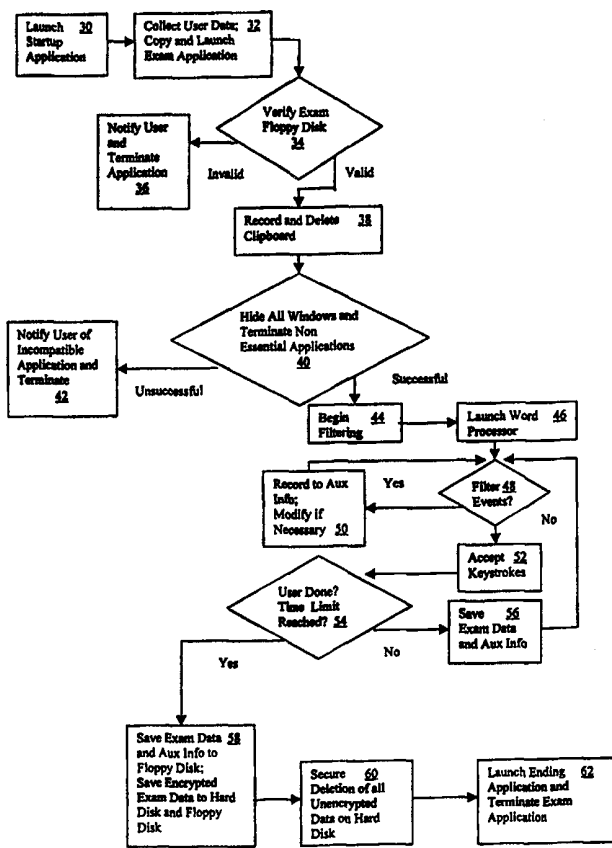 Launch 30
Startup
Application
Collect User Data; 32
Copy and Launch
Exam Application
Verify Exam
Floppy Disk
34
Notify User
and
Terminate
Application
36
Invalid
Valid
Record and Delete 38
Clipboard
Hide All Windows and
Terminate Non
Essential Applications
40
Notify User of
Incompatible
Application and
Terminate
42
Unsuccessful
Successful
Begin 44
Filtering
Launch Word 46
Processor
Record to Aux
Info;
Modify if
Necessary 50
Yes
Filter 48
Events?
No
Accept 52
Keystrokes
User Done?
Time Limit
Reached? 54
Save 56
Exam Data
and Aux Info
Yes
No
Save Exam Data
and Aux Info to 58
Floppy Disk;
Save Encrypted
Exam Data to Hard
Disk and Floppy
Disk
Secure 60
Deletion of all
Unencrypted
Data on Hard
Disk
Launch Ending 62
Application and
Terminate Exam
Application